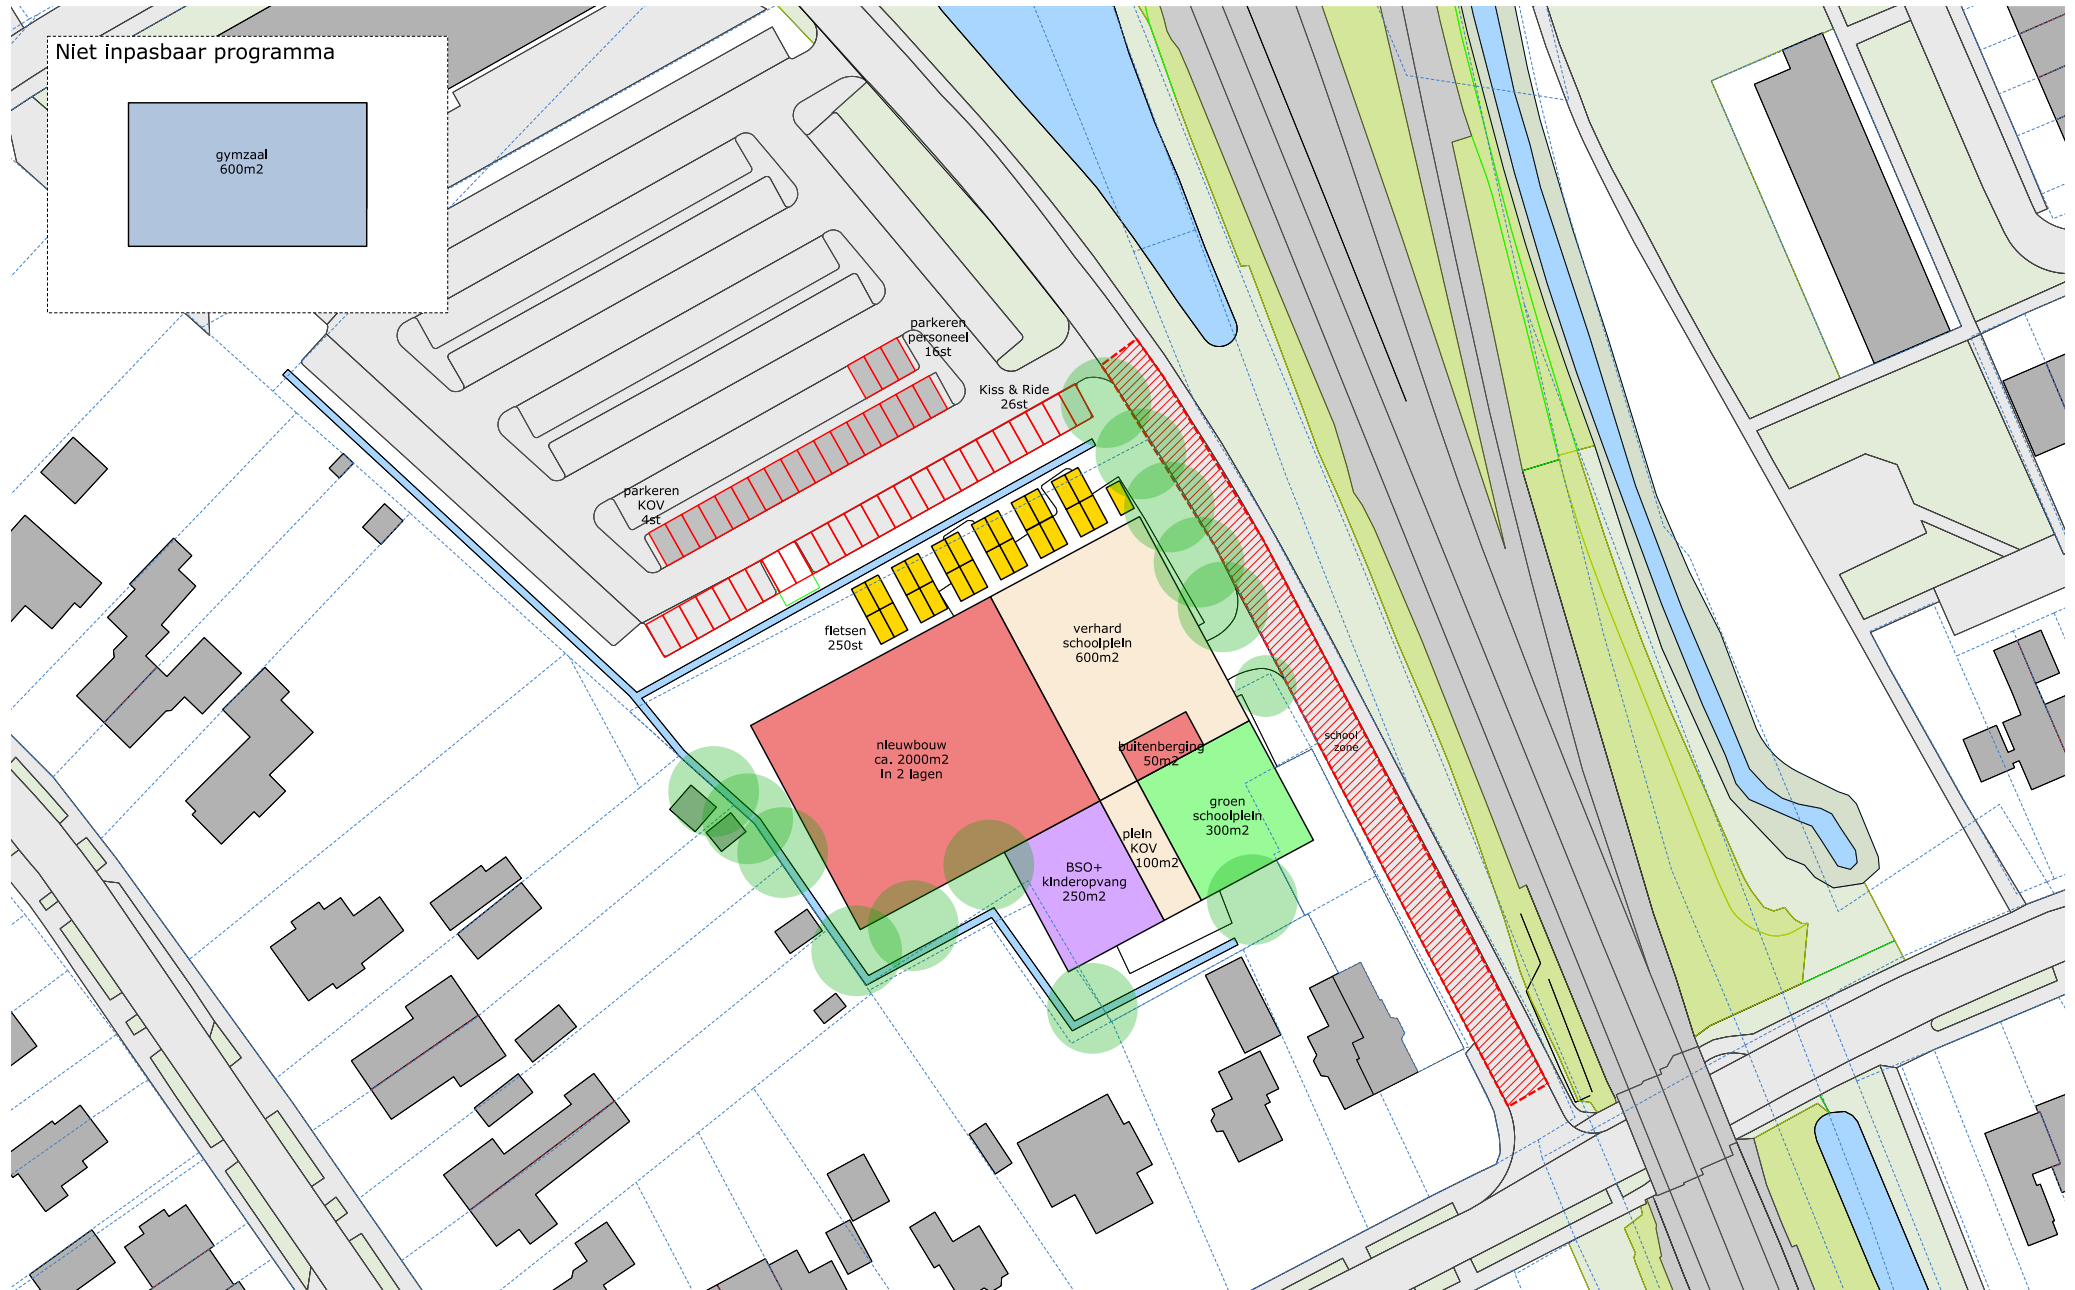 Niet inpasbaar programma
gymzaal
600m2
parkeren
personeel
16st
Kiss & Ride
26st
parkeren
KOV
4st
fietsen
250st
verhard
schoolplein
600m2
nieuwbouw
ca. 2000m2
in 2 lagen
buitenberging
50m2
school
zone
groen
schoolplein
300m2
plein
KOV
100m2
BSO+
kinderopvang
250m2